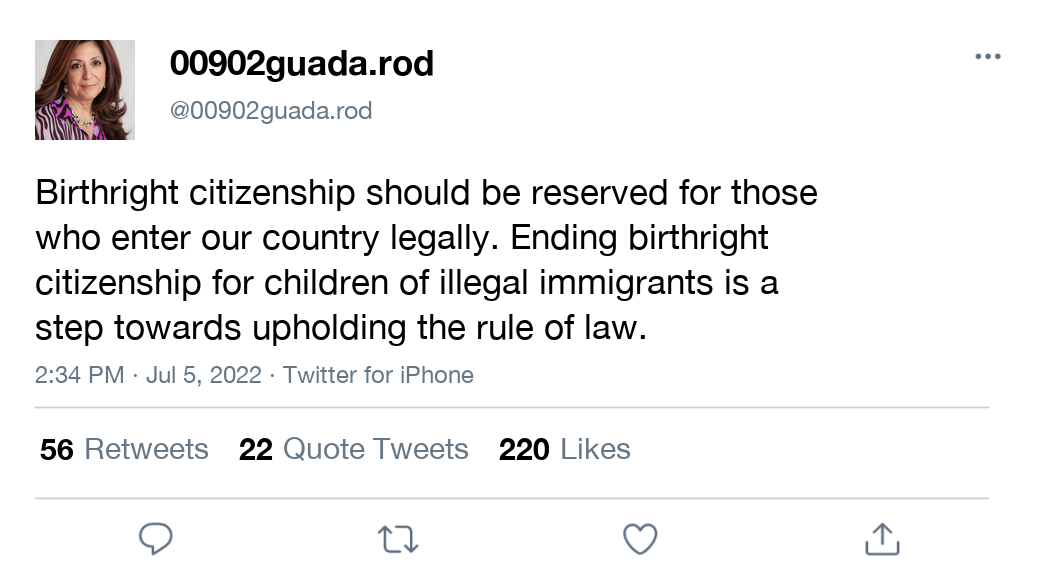 00902guada.rod
@00902guada.rod
Birthright citizenship should be reserved for those
who enter our country legally. Ending birthright
citizenship for children of illegal immigrants is a
step towards upholding the rule of law.
2:34 PM · Jul 5, 2022 · Twitter for iPhone
56 Retweets 22 Quote Tweets 220 Likes